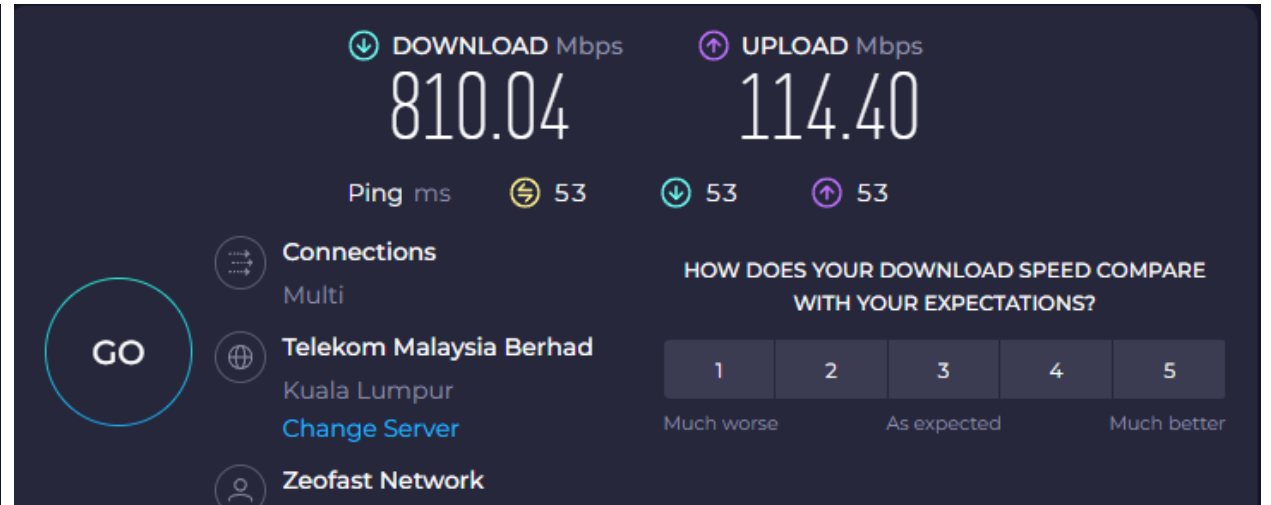 DOWNLOAD Mbps
810.04
UPLOAD Mbps
114.40
Ping ms 53 53 53
GO
Connections
Multi
Telekom Malaysia Berhad
Kuala Lumpur
Change Server
Zeofast Network
HOW DOES YOUR DOWNLOAD SPEED COMPARE
WITH YOUR EXPECTATIONS?
1 2 3 4 5
Much worse As expected Much better